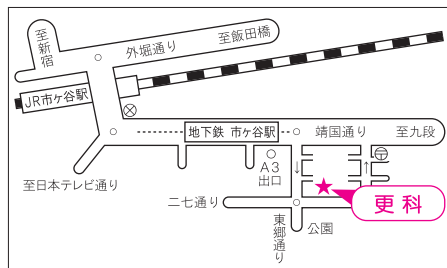 至新宿
外堀通り
至飯田橋
JR市ヶ谷駅
地下鉄 市ヶ谷駅
靖国通り
至九段
A3
出口
至日本テレビ通り
二七通り
東郷通り
公園
更科